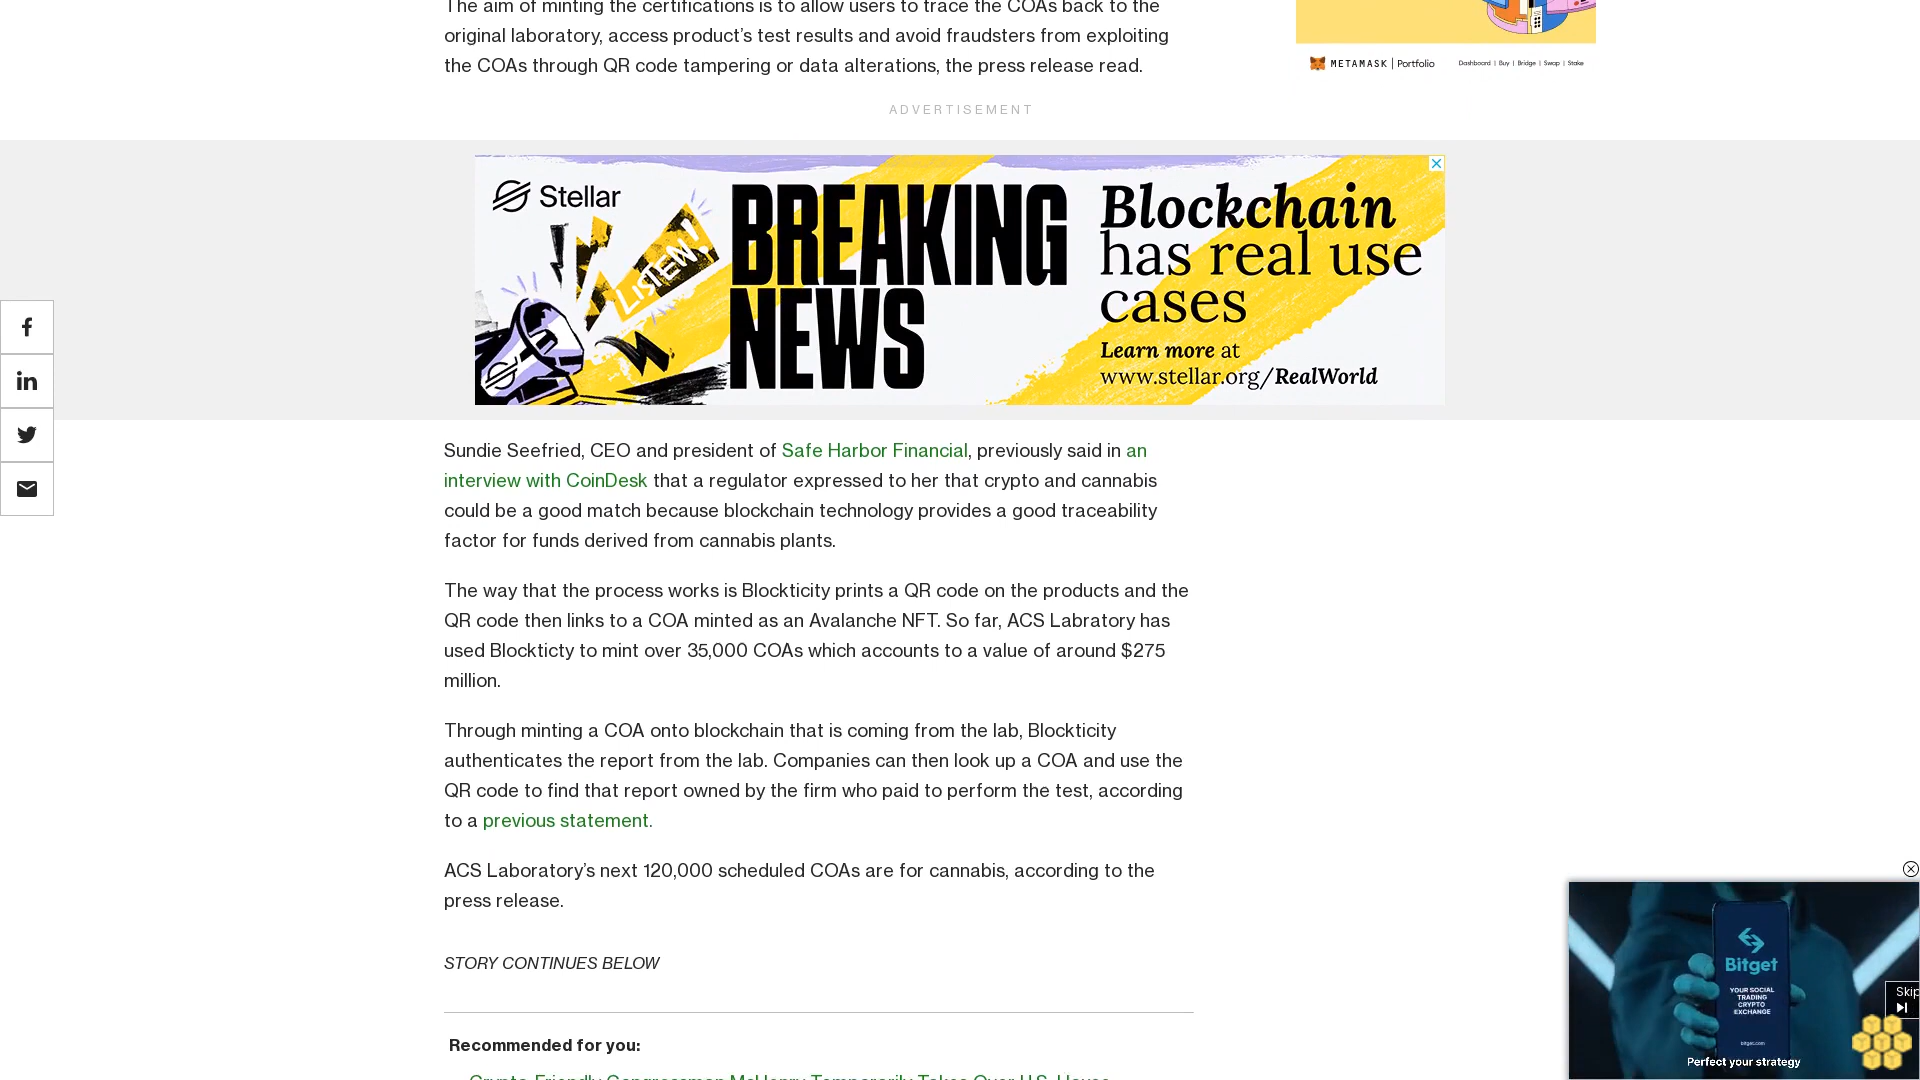 The aim of minting the certifications is to allow users to trace the COAs back to the
original laboratory, access product’s test results and avoid fraudsters from exploiting
the COAs through QR code tampering or data alterations, the press release read.
METAMASK | Portfolio
Dashboard | Buy | Bridge | Swap | Stake
ADVERTISEMENT
Stellar
LISTEN!
BREAKING
NEWS
Blockchain
has real use
cases
Learn more at
www.stellar.org/RealWorld
Sundie Seefried, CEO and president of Safe Harbor Financial, previously said in an
interview with CoinDesk that a regulator expressed to her that crypto and cannabis
could be a good match because blockchain technology provides a good traceability
factor for funds derived from cannabis plants.
The way that the process works is Blockticity prints a QR code on the products and the
QR code then links to a COA minted as an Avalanche NFT. So far, ACS Labratory has
used Blockticty to mint over 35,000 COAs which accounts to a value of around $275
million.
Through minting a COA onto blockchain that is coming from the lab, Blockticity
authenticates the report from the lab. Companies can then look up a COA and use the
QR code to find that report owned by the firm who paid to perform the test, according
to a previous statement.
ACS Laboratory’s next 120,000 scheduled COAs are for cannabis, according to the
press release.
STORY CONTINUES BELOW
Recommended for you:
Crypto-Friendly Congressman McHenry Temporarily Takes Over U.S. House
Bitget
YOUR SOCIAL
TRADING
CRYPTO
EXCHANGE
bitget.com
Perfect your strategy
Skip